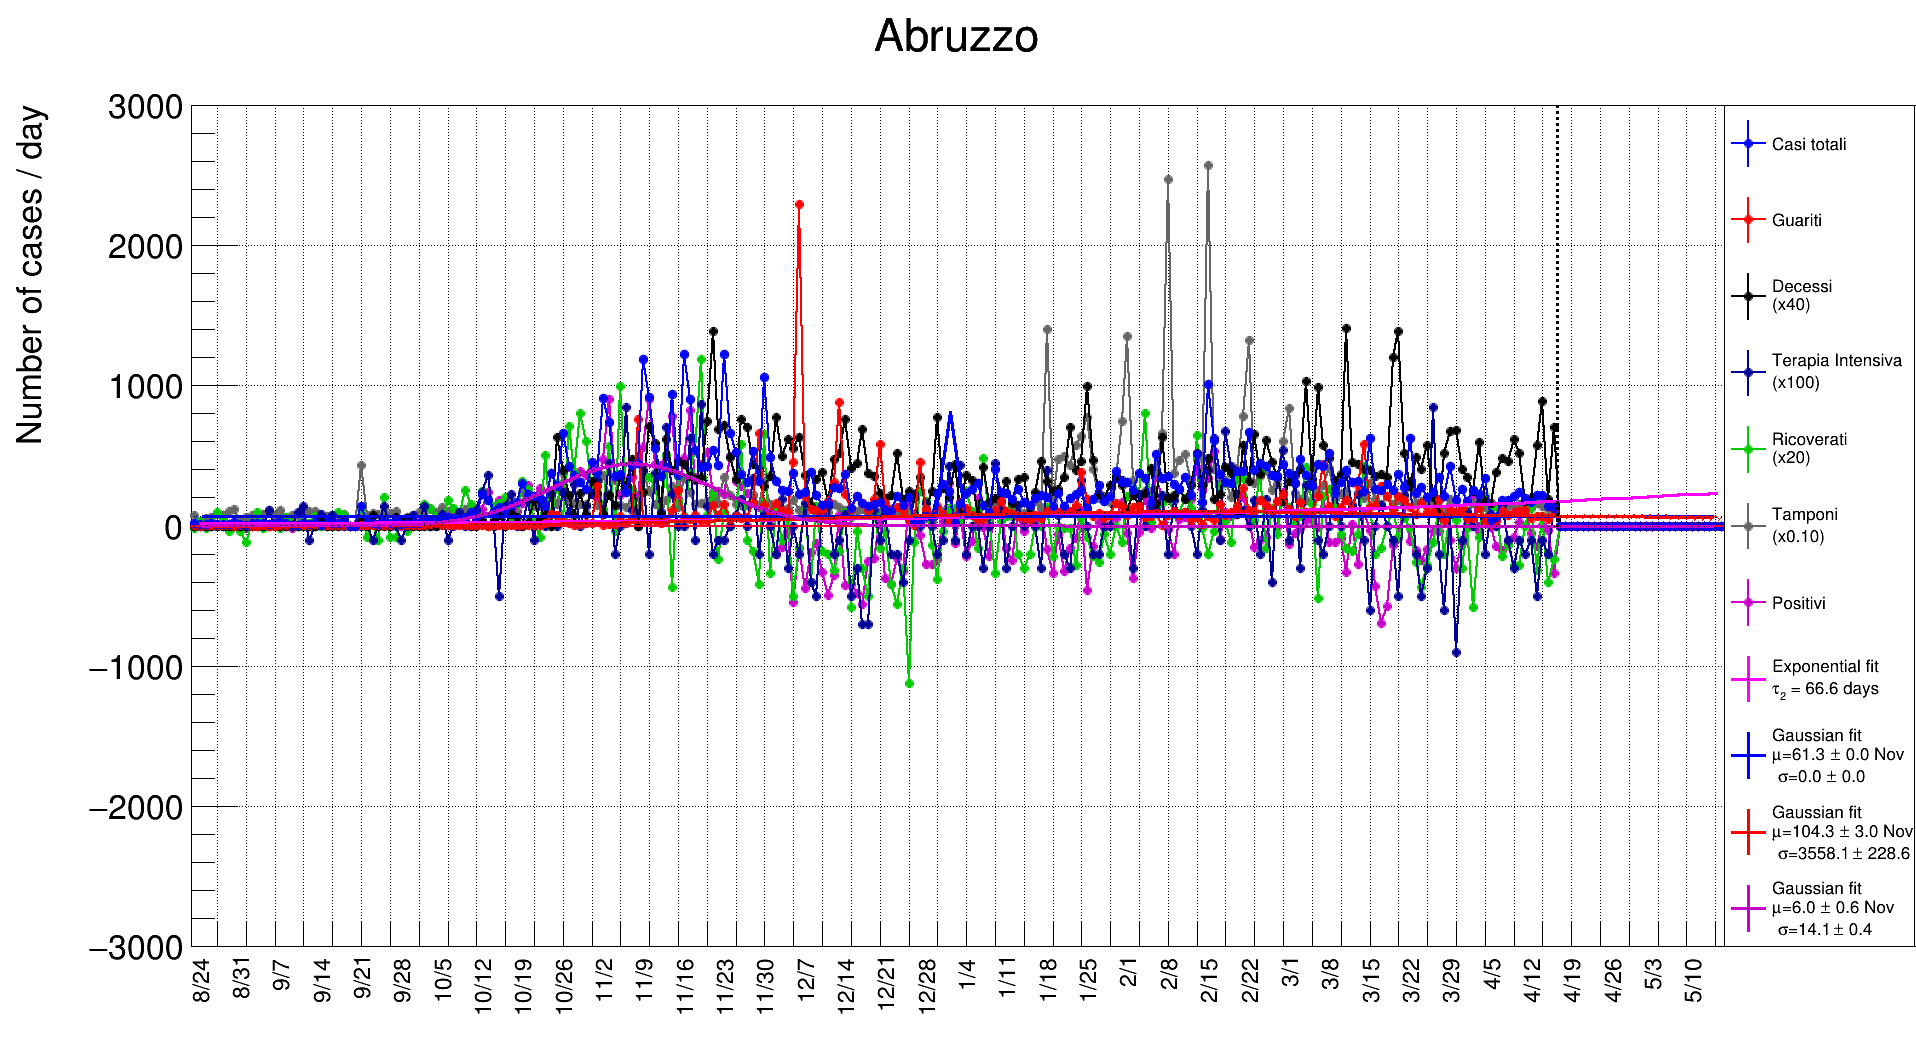 Abruzzo
Number of cases / day
3000
2000
1000
0
−1000
−2000
−3000
8/24
8/31
9/7
9/14
9/21
9/28
10/5
10/12
10/19
10/26
11/2
11/9
11/16
11/23
11/30
12/7
12/14
12/21
12/28
1/4
1/11
1/18
1/25
2/1
2/8
2/15
2/22
3/1
3/8
3/15
3/22
3/29
4/5
4/12
4/19
4/26
5/3
5/10
Casi totali
Guariti
Decessi
(x40)
Terapia Intensiva
(x100)
Ricoverati
(x20)
Tamponi
(x0.10)
Positivi
Exponential fit
τ2 = 66.6 days
Gaussian fit
μ=61.3 ± 0.0 Nov
σ=0.0 ± 0.0
Gaussian fit
μ=104.3 ± 3.0 Nov
σ=3558.1 ± 228.6
Gaussian fit
μ=6.0 ± 0.6 Nov
σ=14.1 ± 0.4